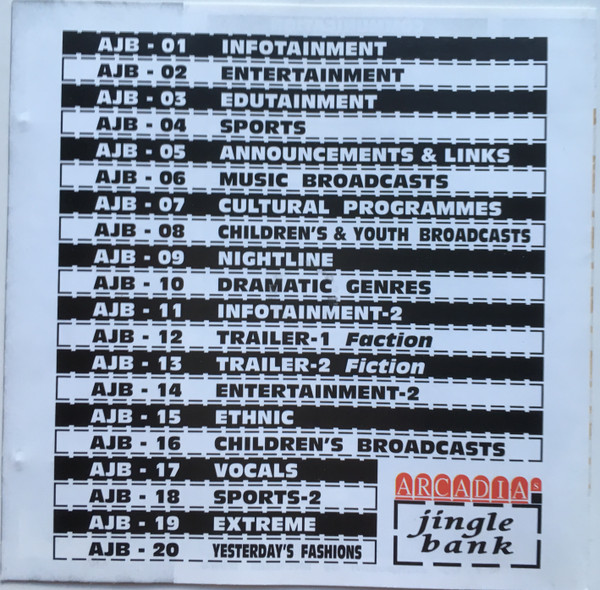 AJB - 01 INFOTAINMENT
AJB - 02 ENTERTAINMENT
AJB - 03 EDUTAINMENT
AJB - 04 SPORTS
AJB - 05 ANNOUNCEMENTS & LINKS
AJB - 06 MUSIC BROADCASTS
AJB - 07 CULTURAL PROGRAMMES
AJB - 08 CHILDREN'S & YOUTH BROADCASTS
AJB - 09 NIGHTLINE
AJB - 10 DRAMATIC GENRES
AJB - 11 INFOTAINMENT-2
AJB - 12 TRAILER-1 Faction
AJB - 13 TRAILER-2 Fiction
AJB - 14 ENTERTAINMENT-2
AJB - 15 ETHNIC
AJB - 16 CHILDREN'S BROADCASTS
AJB - 17 VOCALS
AJB - 18 SPORTS-2
AJB - 19 EXTREME
AJB - 20 YESTERDAY'S FASHIONS
ARCADIA's
jingle
bank